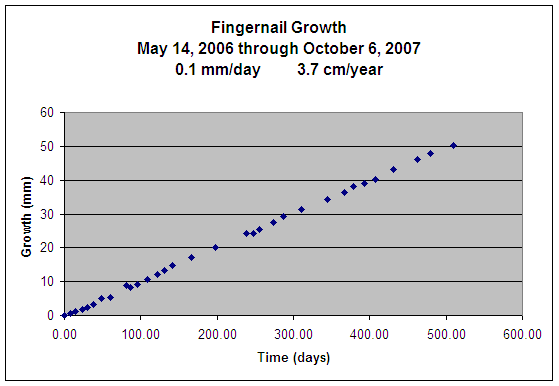 Fingernail Growth
May 14, 2006 through October 6, 2007
0.1 mm/day 3.7 cm/year
60
50
40
30
20
10
0
Growth (mm)
0.00 100.00 200.00 300.00 400.00 500.00 600.00
Time (days)